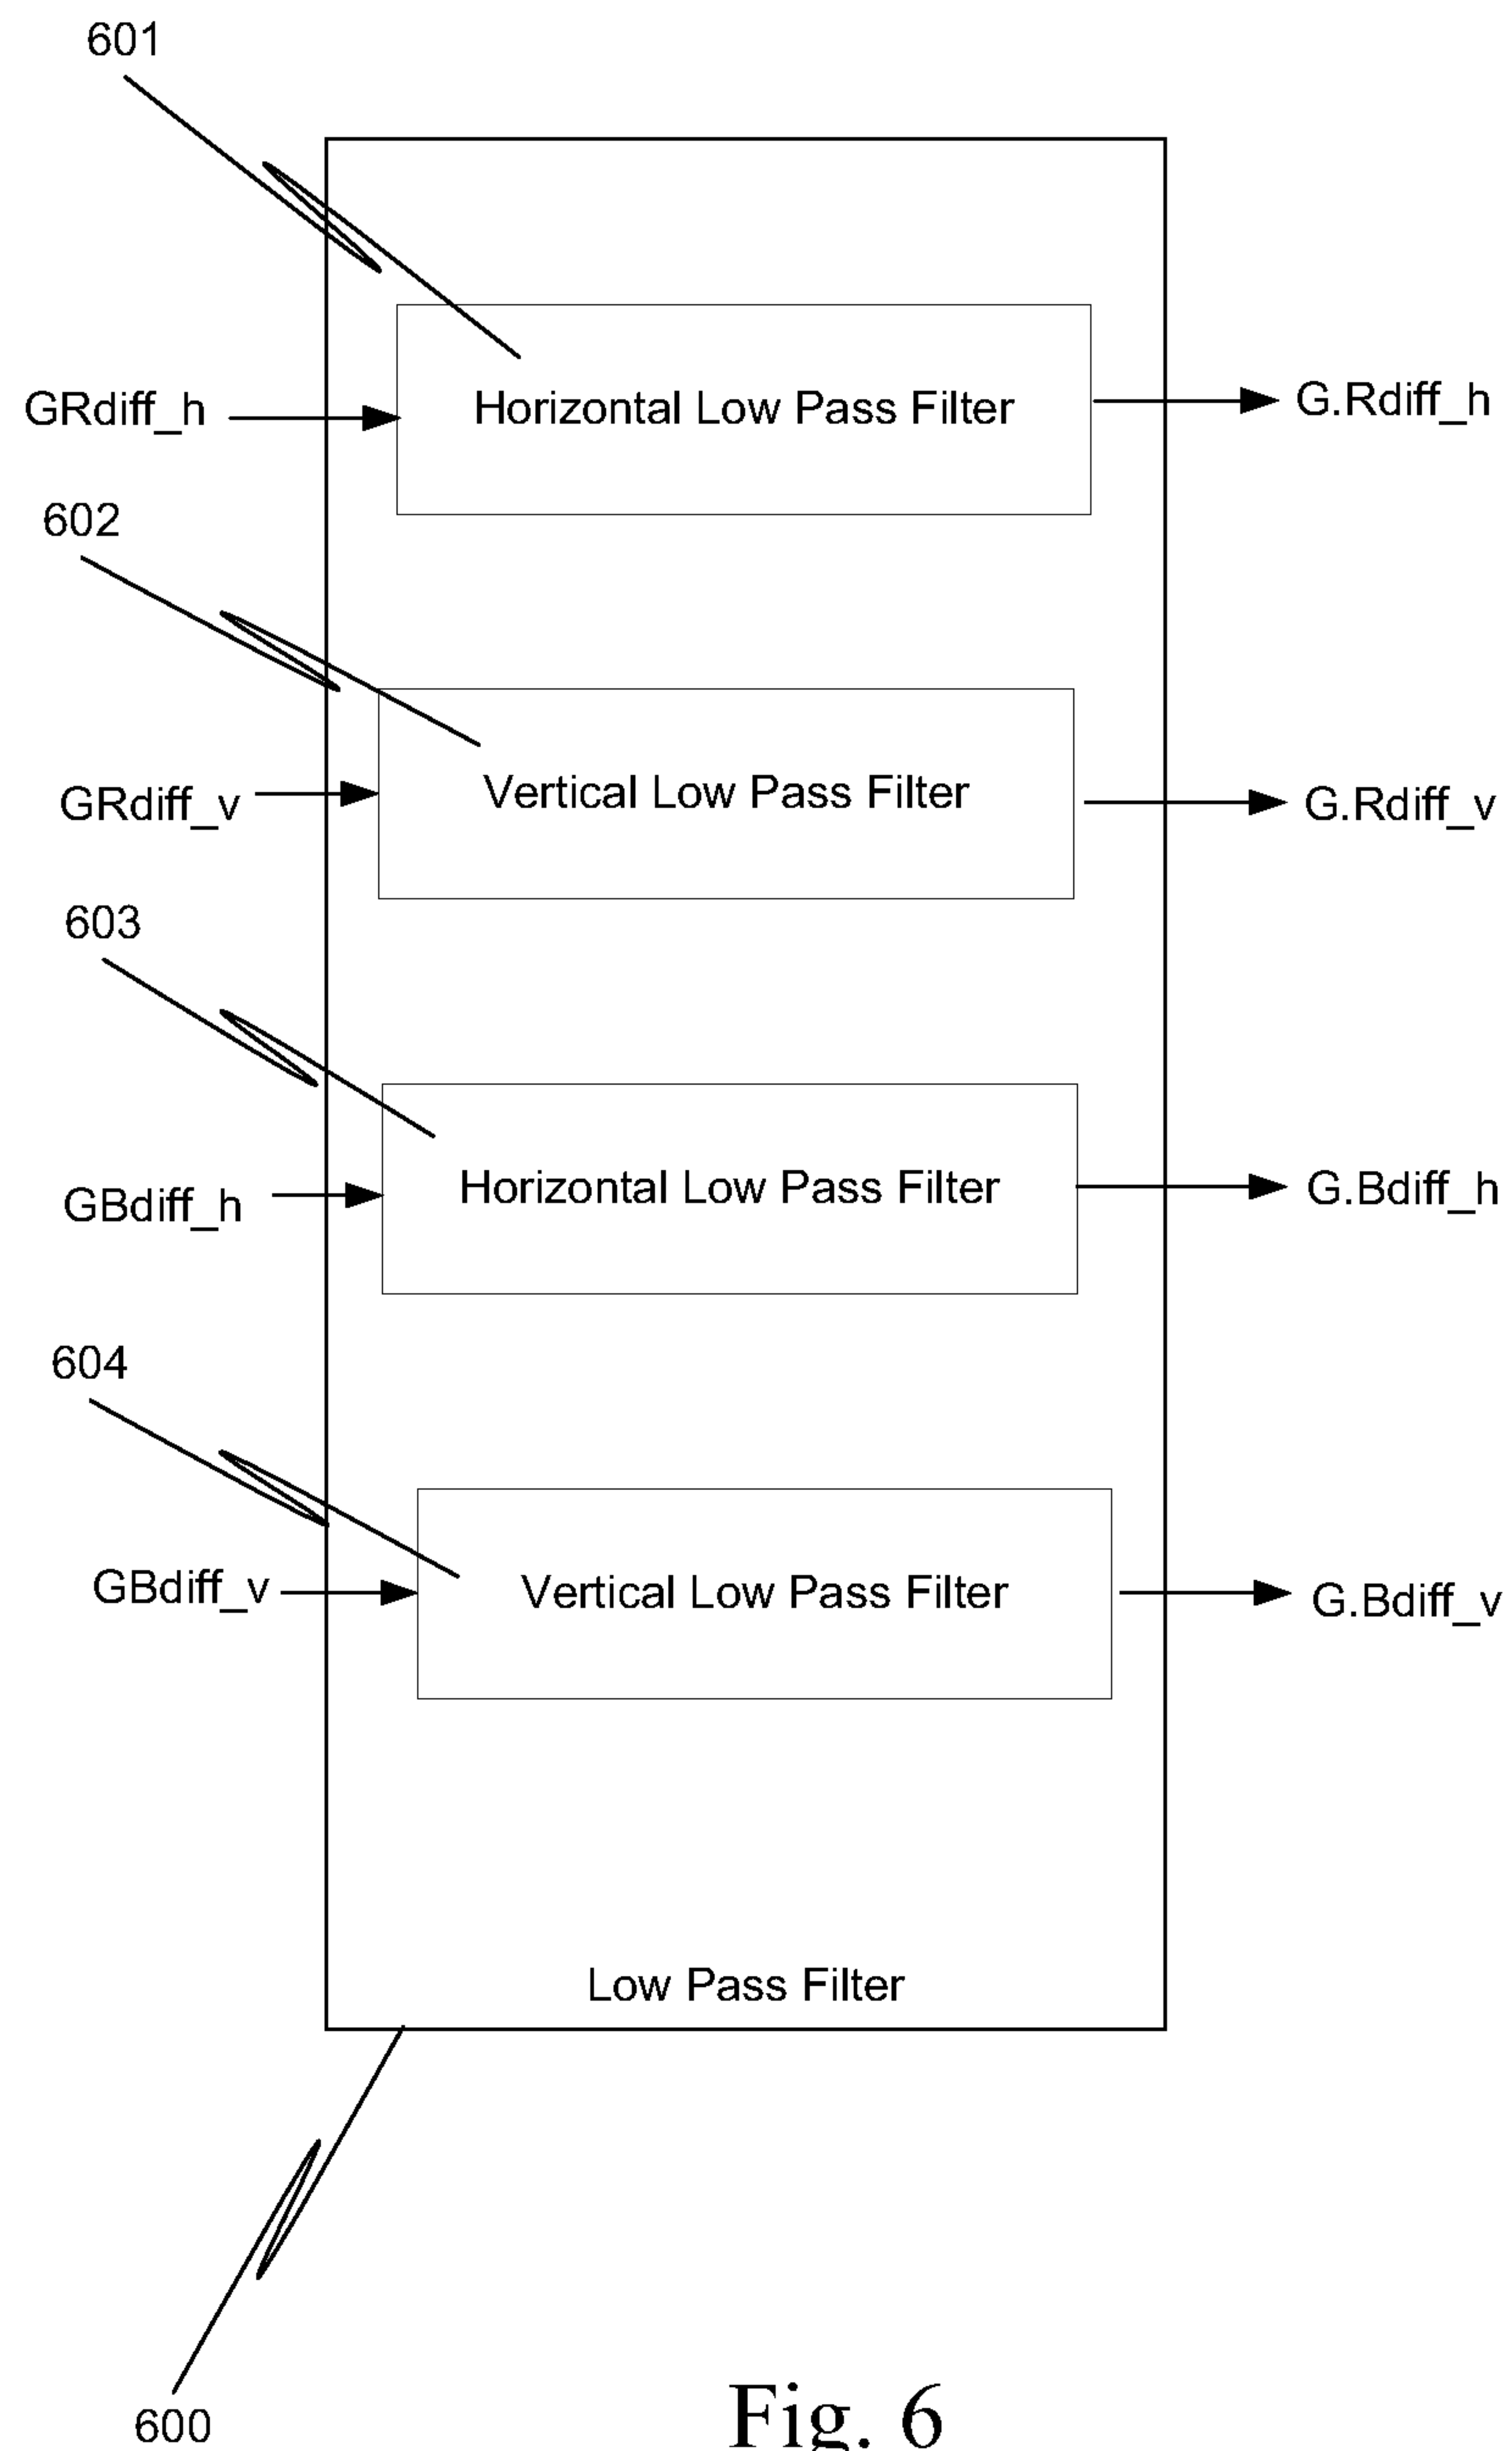 601
GRdiff_h
Horizontal Low Pass Filter
G.Rdiff_h
602
GRdiff_v
Vertical Low Pass Filter
G.Rdiff_v
603
GBdiff_h
Horizontal Low Pass Filter
G.Bdiff_h
604
GBdiff_v
Vertical Low Pass Filter
G.Bdiff_v
Low Pass Filter
600
Fig. 6